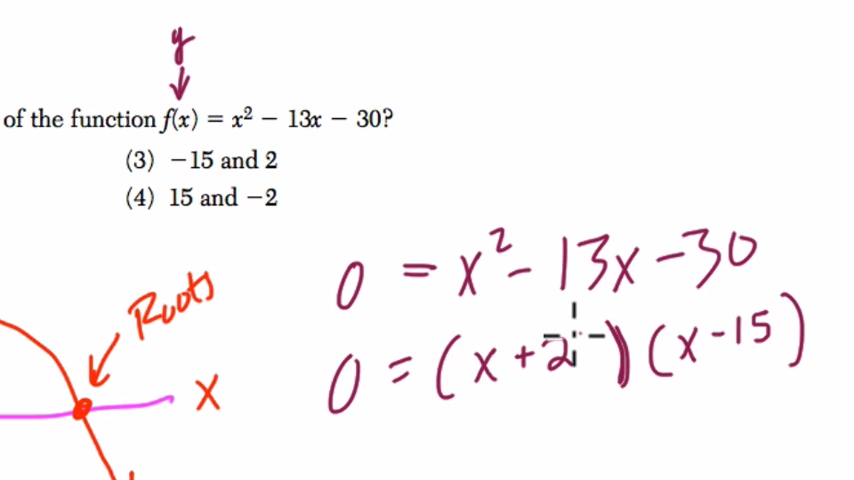 y
of the function f(x) = x² − 13x − 30?
(3) −15 and 2
(4) 15 and −2
0 = x² - 13x - 30
Roots
0 = (x + 2)(x - 15)
x